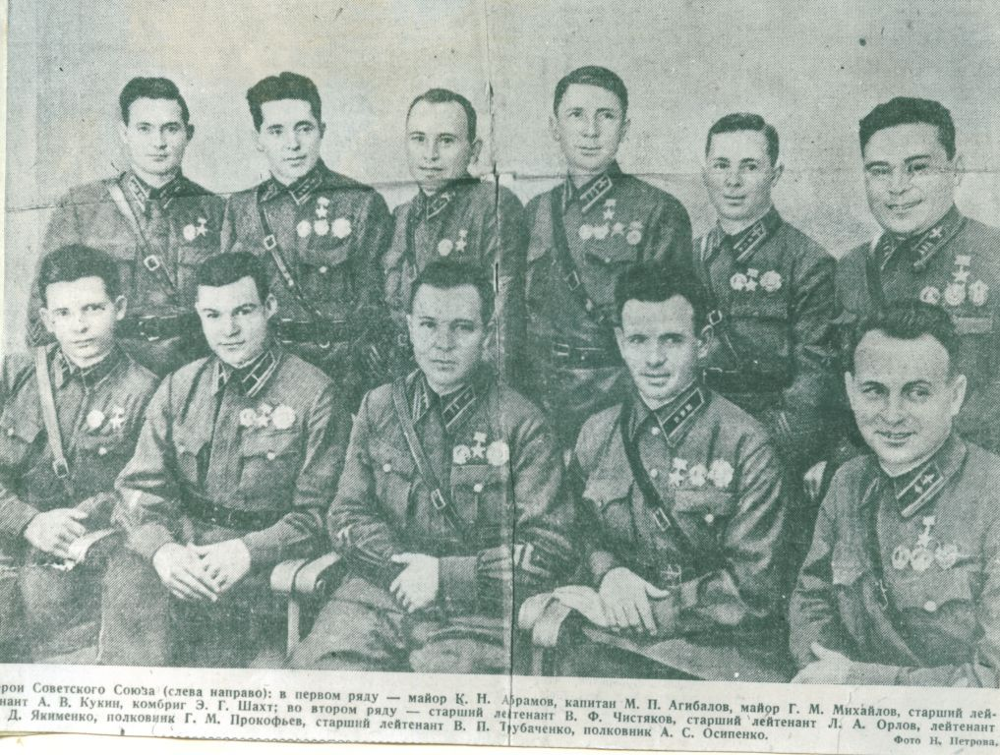 ерои Советского Союза (слева направо): в первом ряду — майор К. Н. Абрамов, капитан М. П. Агибалов, майор Г. М. Михайлов, старший лей-
нант А. В. Кукин, комбриг Э. Г. Шахт; во втором ряду — старший лейтенант В. Ф. Чистяков, старший лейтенант Л. А. Орлов, лейтенант
Д. Якименко, полковник Г. М. Прокофьев, старший лейтенант В. П. Трубаченко, полковник А. С. Осипенко.
Фото Н. Петрова.